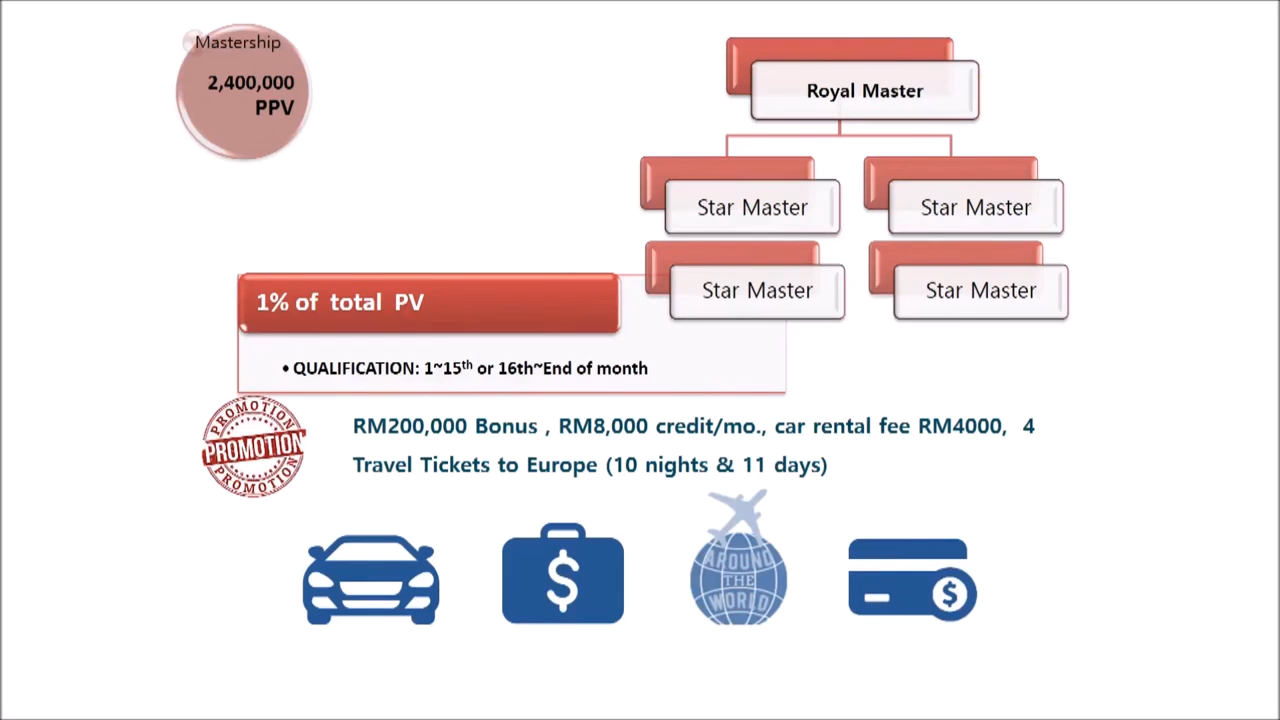 Mastership
2,400,000
PPV
Royal Master
Star Master
Star Master
Star Master
Star Master
1% of total PV
• QUALIFICATION: 1~15th or 16th~End of month
PROMOTION
PROMOTION
PROMOTION
RM200,000 Bonus , RM8,000 credit/mo., car rental fee RM4000, 4
Travel Tickets to Europe (10 nights & 11 days)
$
AROUND
THE
WORLD
$